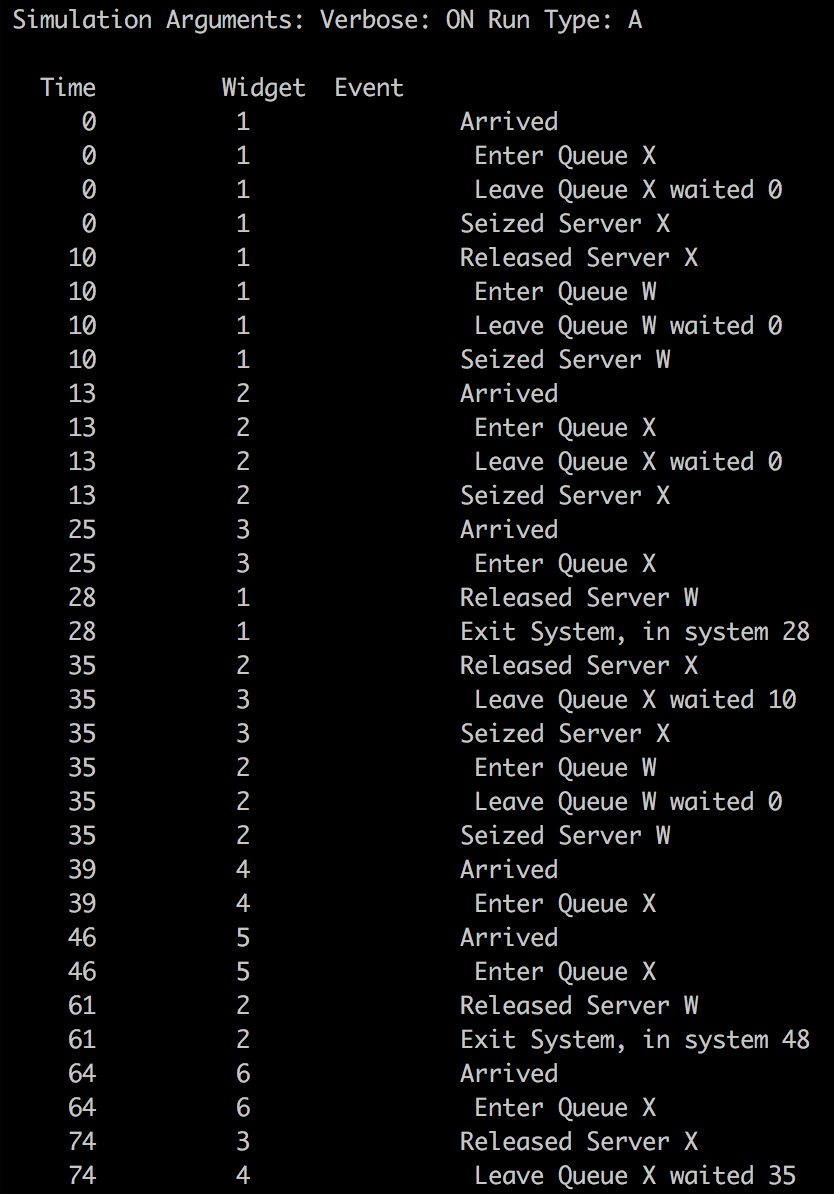 Simulation Arguments: Verbose: ON Run Type: A
Time Widget Event
0 1 Arrived
0 1 Enter Queue X
0 1 Leave Queue X waited 0
0 1 Seized Server X
10 1 Released Server X
10 1 Enter Queue W
10 1 Leave Queue W waited 0
10 1 Seized Server W
13 2 Arrived
13 2 Enter Queue X
13 2 Leave Queue X waited 0
13 2 Seized Server X
25 3 Arrived
25 3 Enter Queue X
28 1 Released Server W
28 1 Exit System, in system 28
35 2 Released Server X
35 3 Leave Queue X waited 10
35 3 Seized Server X
35 2 Enter Queue W
35 2 Leave Queue W waited 0
35 2 Seized Server W
39 4 Arrived
39 4 Enter Queue X
46 5 Arrived
46 5 Enter Queue X
61 2 Released Server W
61 2 Exit System, in system 48
64 6 Arrived
64 6 Enter Queue X
74 3 Released Server X
74 4 Leave Queue X waited 35